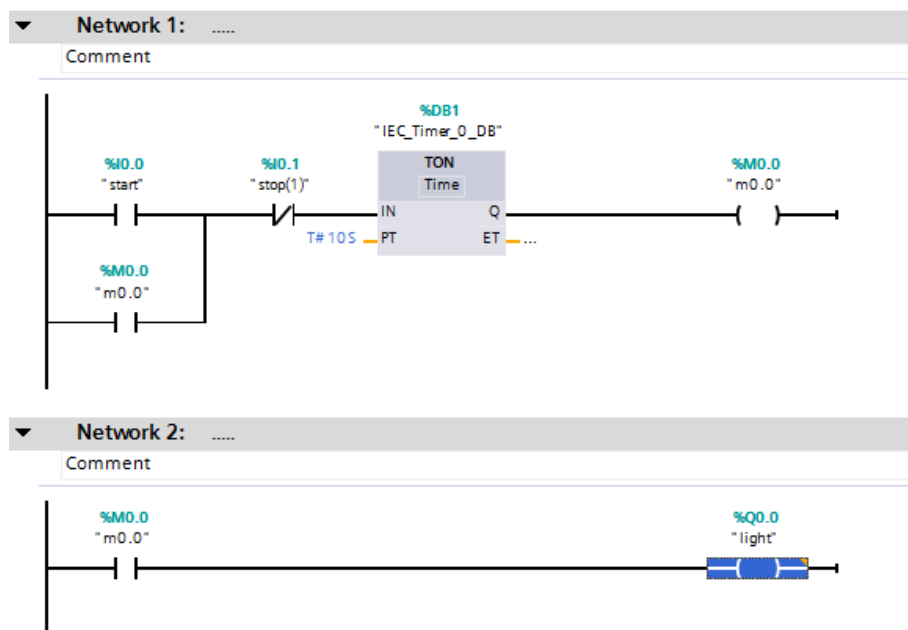 Network 1: .....
Comment
%DB1
"IEC_Timer_0_DB"
%I0.0 %I0.1 TON %M0.0
"start" "stop(1)" Time "m0.0"
IN Q
T#10S PT ET ...
%M0.0
"m0.0"
Network 2: .....
Comment
%M0.0 %Q0.0
"m0.0" "light"